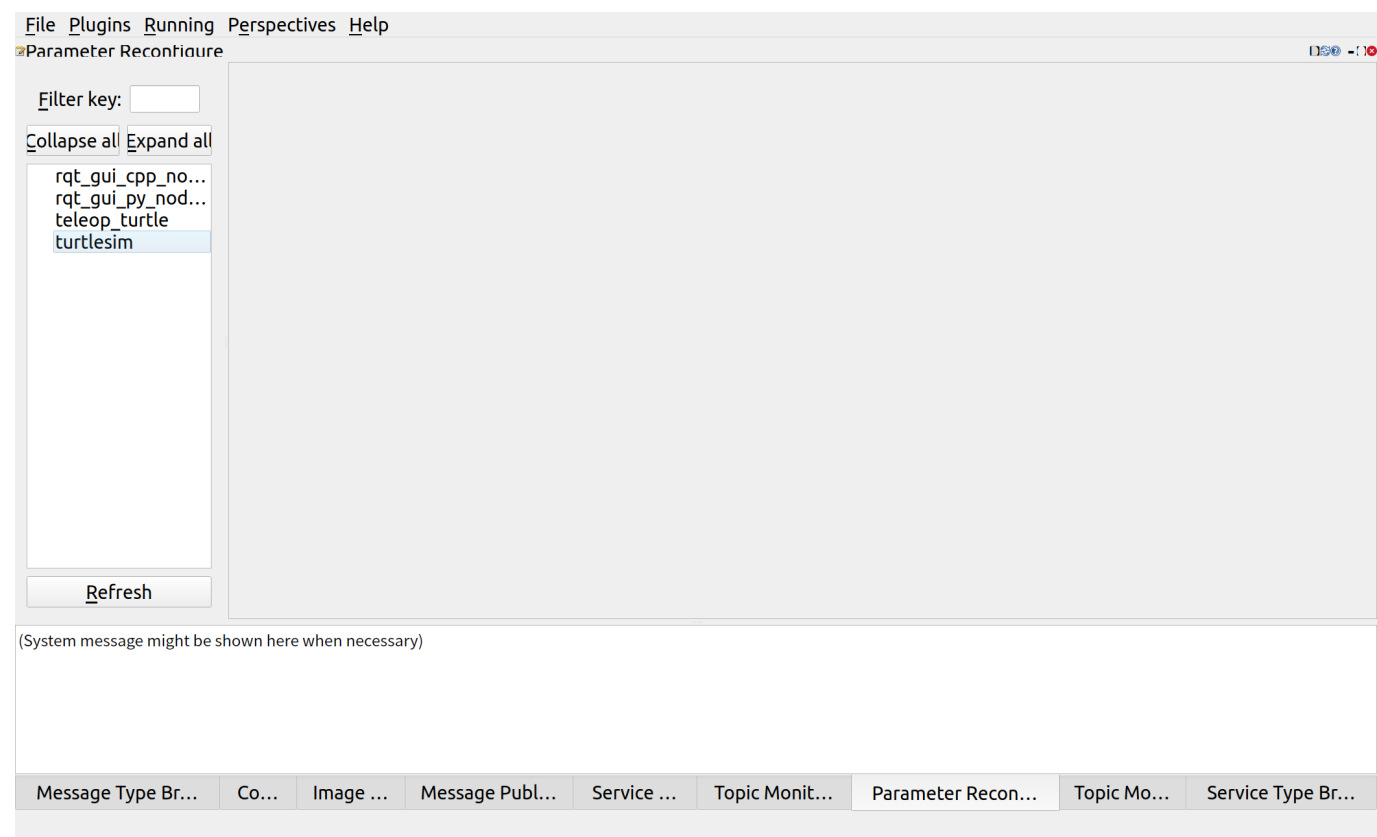 File Plugins Running Perspectives Help
Parameter Reconfigure
Filter key:
Collapse all Expand all
rqt_gui_cpp_no...
rqt_gui_py_nod...
teleop_turtle
turtlesim
Refresh
(System message might be shown here when necessary)
Message Type Br... Co... Image ... Message Publ... Service ... Topic Monit... Parameter Recon... Topic Mo... Service Type Br...